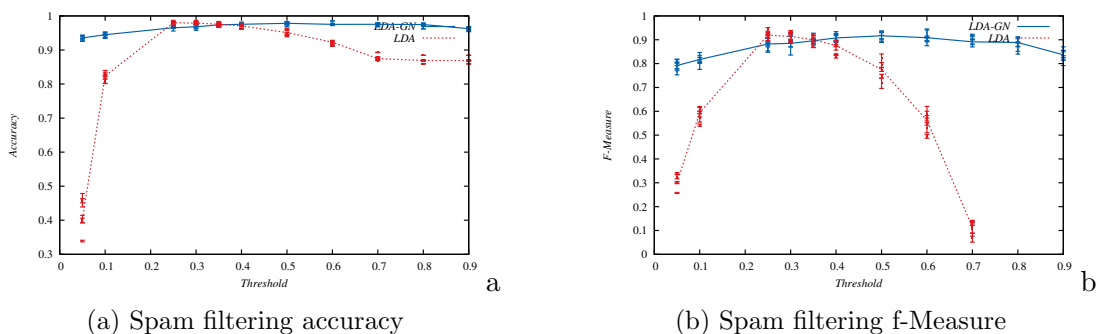 1
0.9
0.8
0.7
0.6
0.5
0.4
0.3
0 0.1 0.2 0.3 0.4 0.5 0.6 0.7 0.8 0.9
Accuracy
Threshold
LDA-GN
LDA
a
(a) Spam filtering accuracy
1
0.9
0.8
0.7
0.6
0.5
0.4
0.3
0.2
0.1
0
0 0.1 0.2 0.3 0.4 0.5 0.6 0.7 0.8 0.9
F-Measure
Threshold
LDA-GN
LDA
b
(b) Spam filtering f-Measure